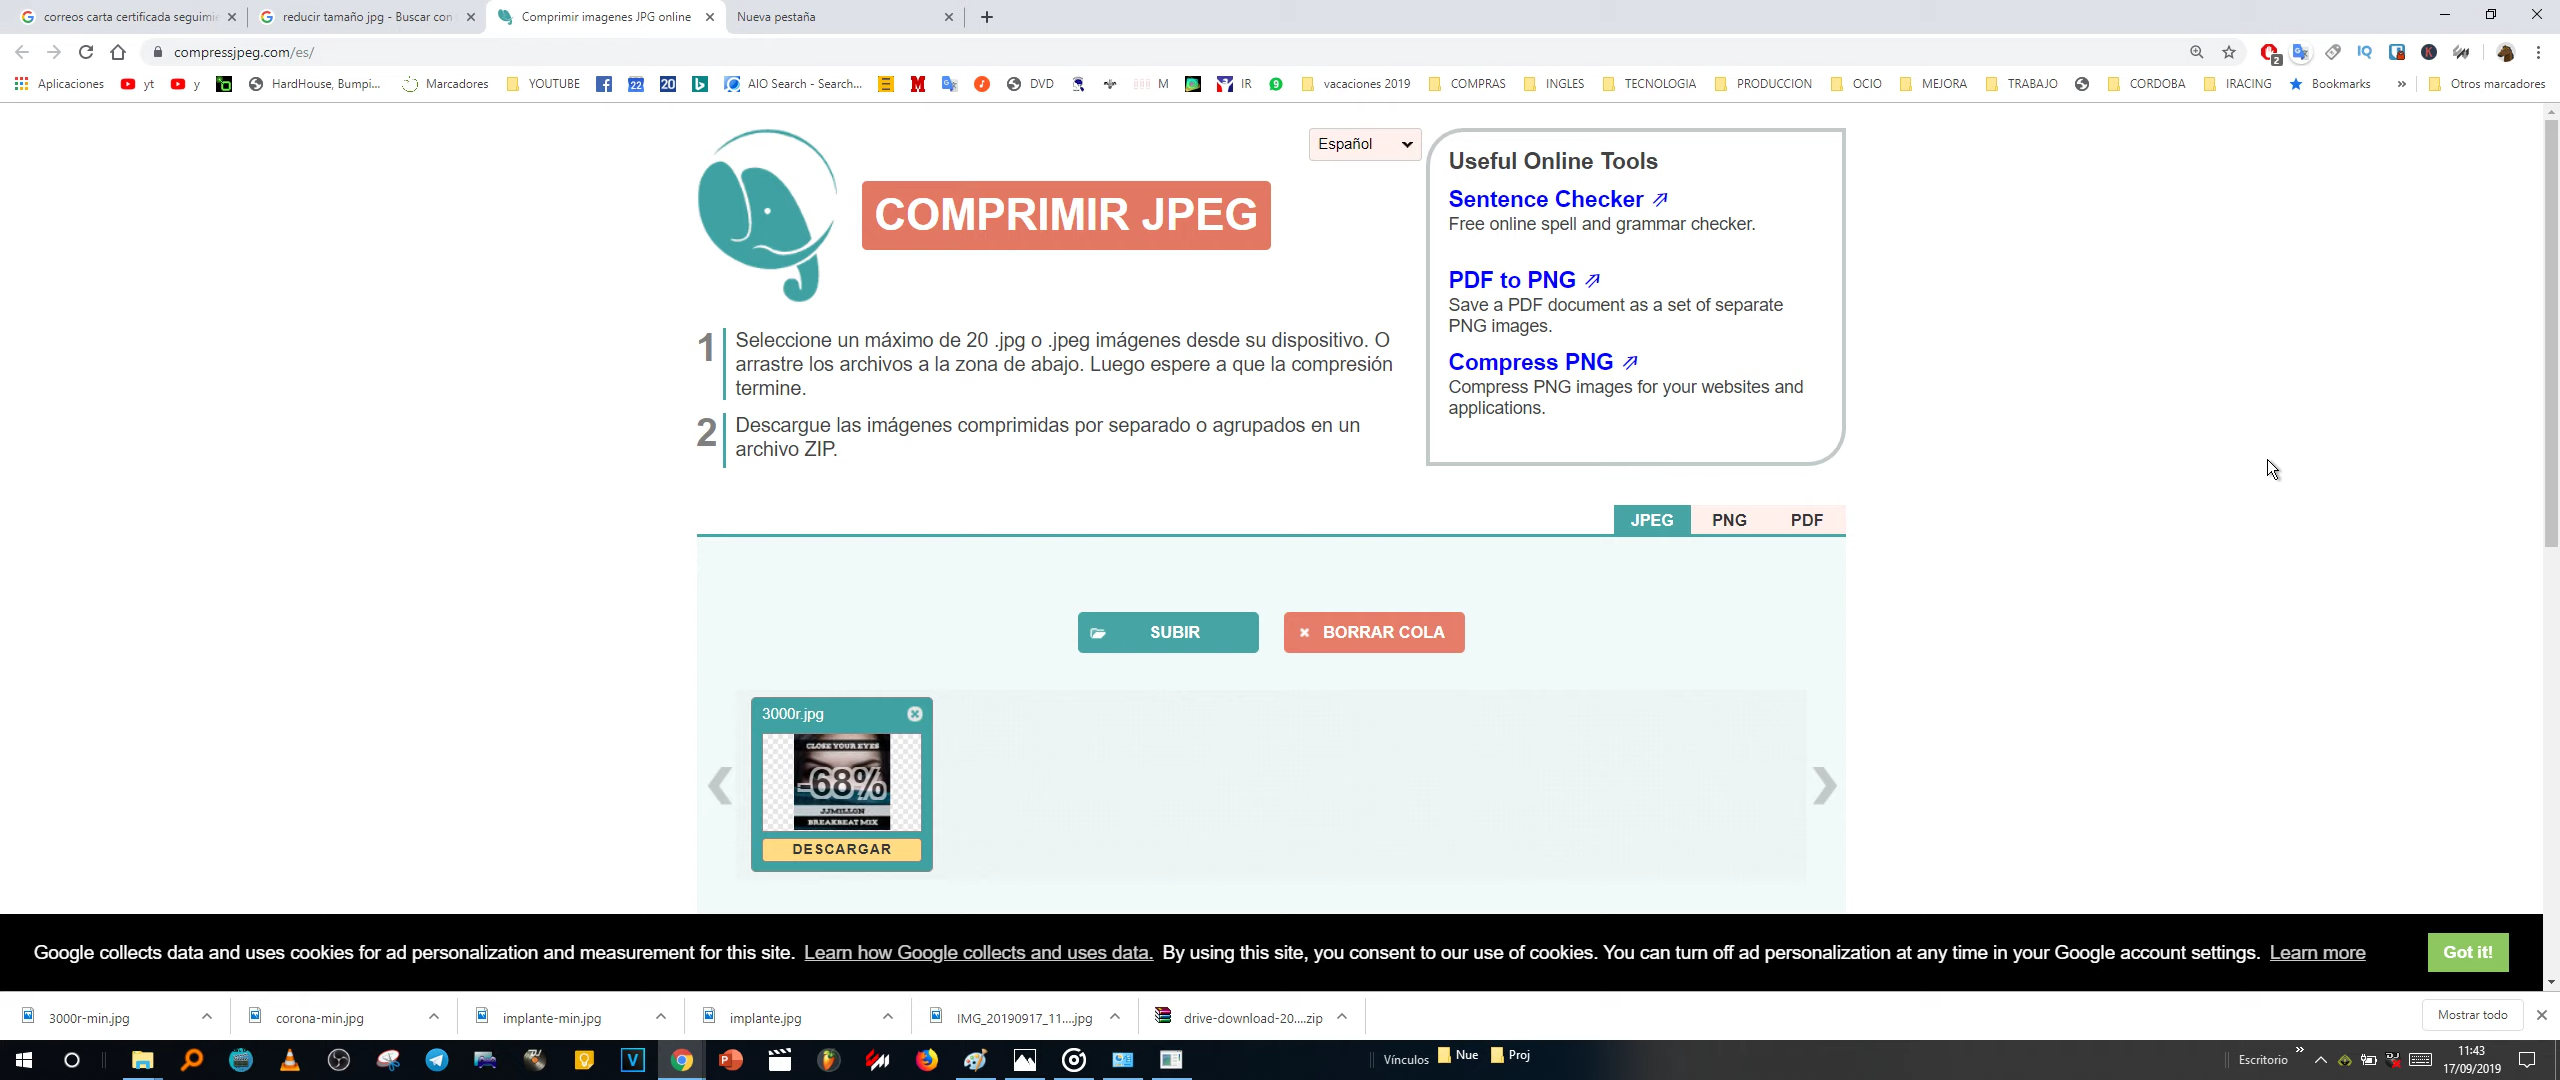 correos carta certificada seguimie
reducir tamaño jpg - Buscar con
Comprimir imagenes JPG online
Nueva pestaña
compressjpeg.com/es/
Aplicaciones
yt
y
HardHouse, Bumpi...
Marcadores
YOUTUBE
22
20
AIO Search - Search...
DVD
M
IR
vacaciones 2019
COMPRAS
INGLES
TECNOLOGIA
PRODUCCION
OCIO
MEJORA
TRABAJO
CORDOBA
IRACING
Bookmarks
»
Otros marcadores
COMPRIMIR JPEG
Español
1
Seleccione un máximo de 20 .jpg o .jpeg imágenes desde su dispositivo. O
arrastre los archivos a la zona de abajo. Luego espere a que la compresión
termine.
2
Descargue las imágenes comprimidas por separado o agrupados en un
archivo ZIP.
Useful Online Tools
Sentence Checker
Free online spell and grammar checker.
PDF to PNG
Save a PDF document as a set of separate
PNG images.
Compress PNG
Compress PNG images for your websites and
applications.
JPEG
PNG
PDF
SUBIR
BORRAR COLA
3000r.jpg
CLOSE YOUR EYES
-68%
JJMILLON
BREAKBEAT MIX
DESCARGAR
Google collects data and uses cookies for ad personalization and measurement for this site. Learn how Google collects and uses data. By using this site, you consent to our use of cookies. You can turn off ad personalization at any time in your Google account settings. Learn more
Got it!
3000r-min.jpg
corona-min.jpg
implante-min.jpg
implante.jpg
IMG_20190917_11....jpg
drive-download-20....zip
Mostrar todo
Vínculos
Nue
Proj
Escritorio
»
11:43
17/09/2019